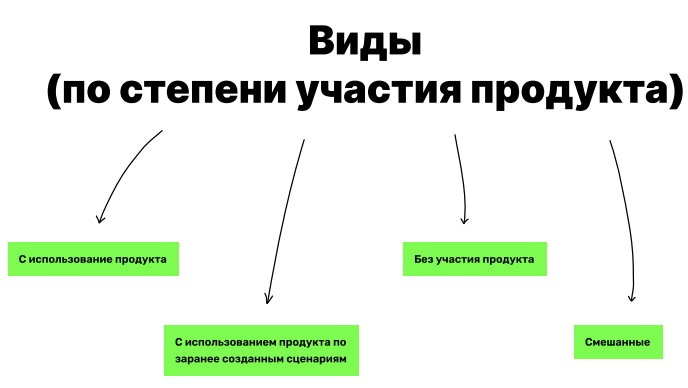 Виды
(по степени участия продукта)
С использование продукта
Без участия продукта
С использованием продукта по
заранее созданным сценариям
Смешанные